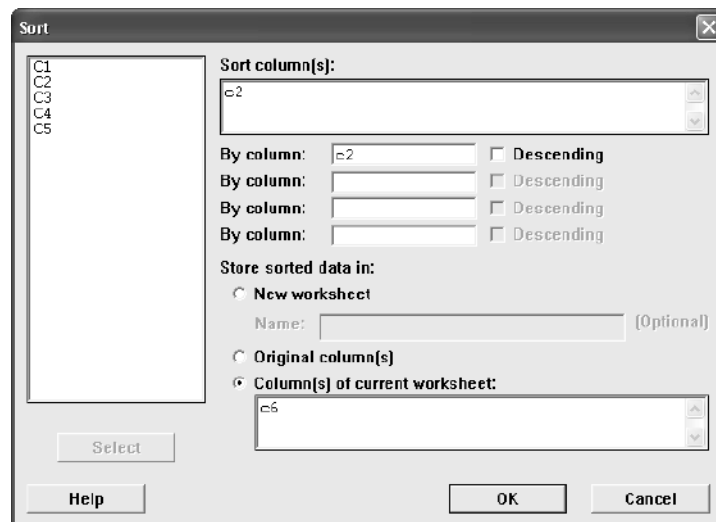 Sort
C1
C2
C3
C4
C5
Select
Help
Sort column(s):
c2
By column: c2 Descending
By column: Descending
By column: Descending
By column: Descending
Store sorted data in:
New worksheet
Name: (Optional)
Original column(s)
Column(s) of current worksheet:
c6
OK Cancel